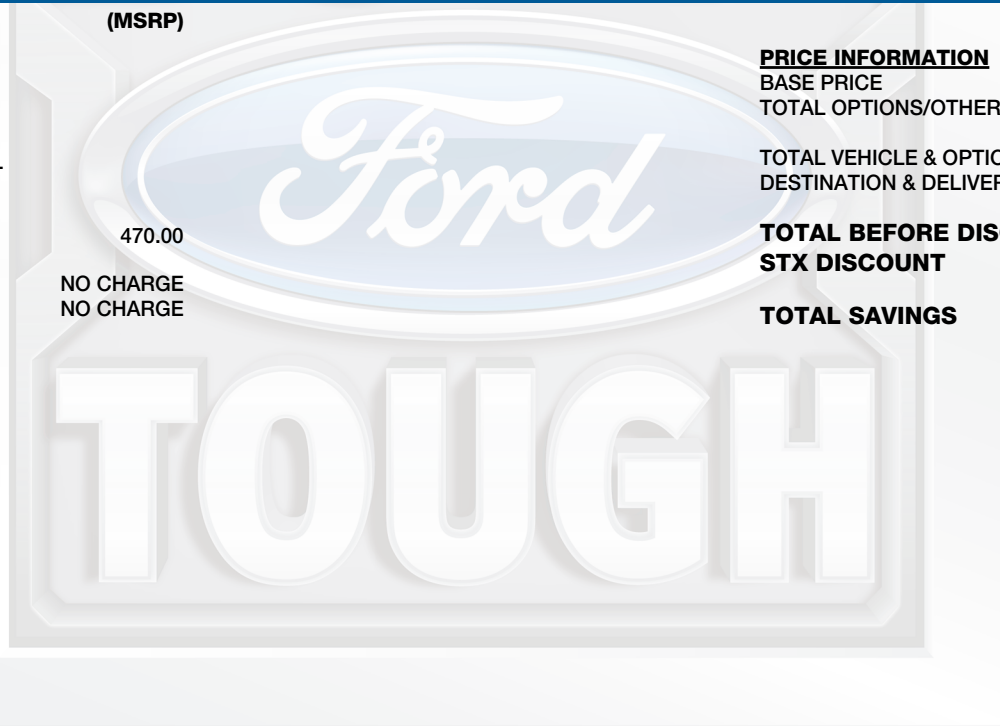 (MSRP)
470.00
NO CHARGE
NO CHARGE
PRICE INFORMATION
BASE PRICE
TOTAL OPTIONS/OTHER
TOTAL VEHICLE & OPTIO
DESTINATION & DELIVER
TOTAL BEFORE DISC
STX DISCOUNT
TOTAL SAVINGS
Ford
TOUGH